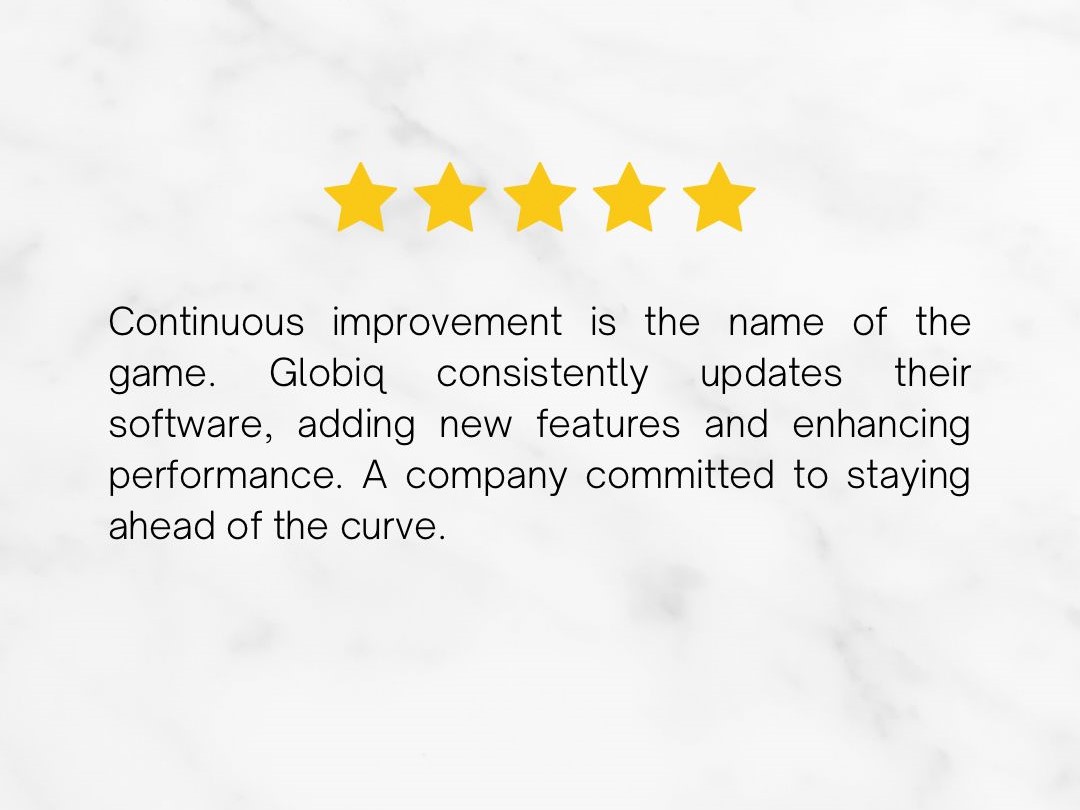 Continuous improvement is the name of the
game. Globiq consistently updates their
software, adding new features and enhancing
performance. A company committed to staying
ahead of the curve.